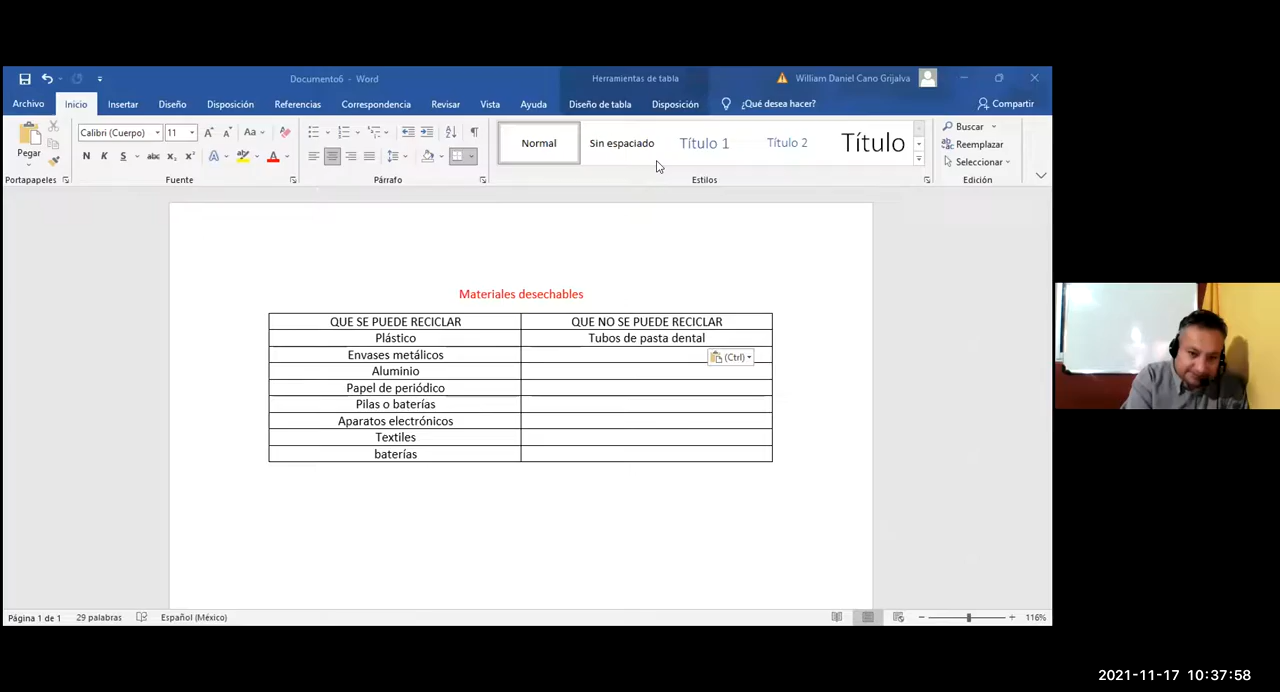 Documento6 - Word
Herramientas de tabla
William Daniel Cano Grijalva
Archivo Inicio Insertar Diseño Disposición Referencias Correspondencia Revisar Vista Ayuda Diseño de tabla Disposición ¿Qué desea hacer? Compartir
Pegar
Calibri (Cuerpo) 11
Aa
N K S abc x₂ x² A A
Normal
Sin espaciado
Título 1
Título 2
Título
Buscar
Reemplazar
Seleccionar
Portapapeles Fuente Párrafo Estilos Edición
Materiales desechables
QUE SE PUEDE RECICLAR QUE NO SE PUEDE RECICLAR
Plástico Tubos de pasta dental
Envases metálicos (Ctrl)
Aluminio
Papel de periódico
Pilas o baterías
Aparatos electrónicos
Textiles
baterías
Página 1 de 1 29 palabras Español (México) 116%
2021-11-17 10:37:58